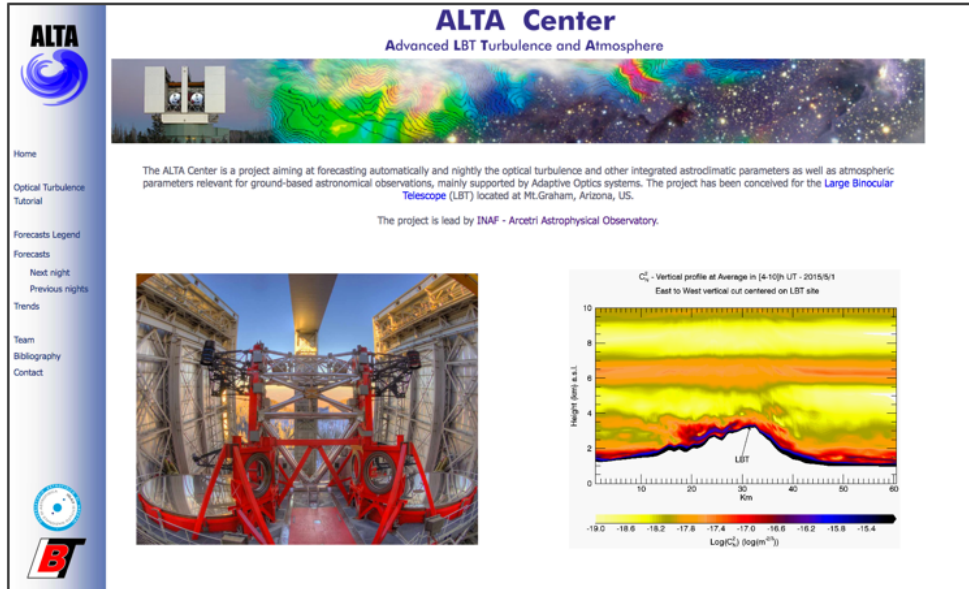 ALTA Center
Advanced LBT Turbulence and Atmosphere
ALTA
Home
Optical Turbulence
Tutorial
Forecasts Legend
Forecasts
Next night
Previous nights
Trends
Team
Bibliography
Contact
LBT
The ALTA Center is a project aiming at forecasting automatically and nightly the optical turbulence and other integrated astroclimatic parameters as well as atmospheric
parameters relevant for ground-based astronomical observations, mainly supported by Adaptive Optics systems. The project has been conceived for the Large Binocular
Telescope (LBT) located at Mt.Graham, Arizona, US.
The project is lead by INAF - Arcetri Astrophysical Observatory.
C_N^2 - Vertical profile at Average in [4-10]h UT - 2015/5/1
East to West vertical cut centered on LBT site
Height (km) a.s.l.
10
8
6
4
2
0
LBT
10 20 30 40 50 60
Km
-19.0 -18.6 -18.2 -17.8 -17.4 -17.0 -16.6 -16.2 -15.8 -15.4
Log(C_N^2) (log(m^-2/3))